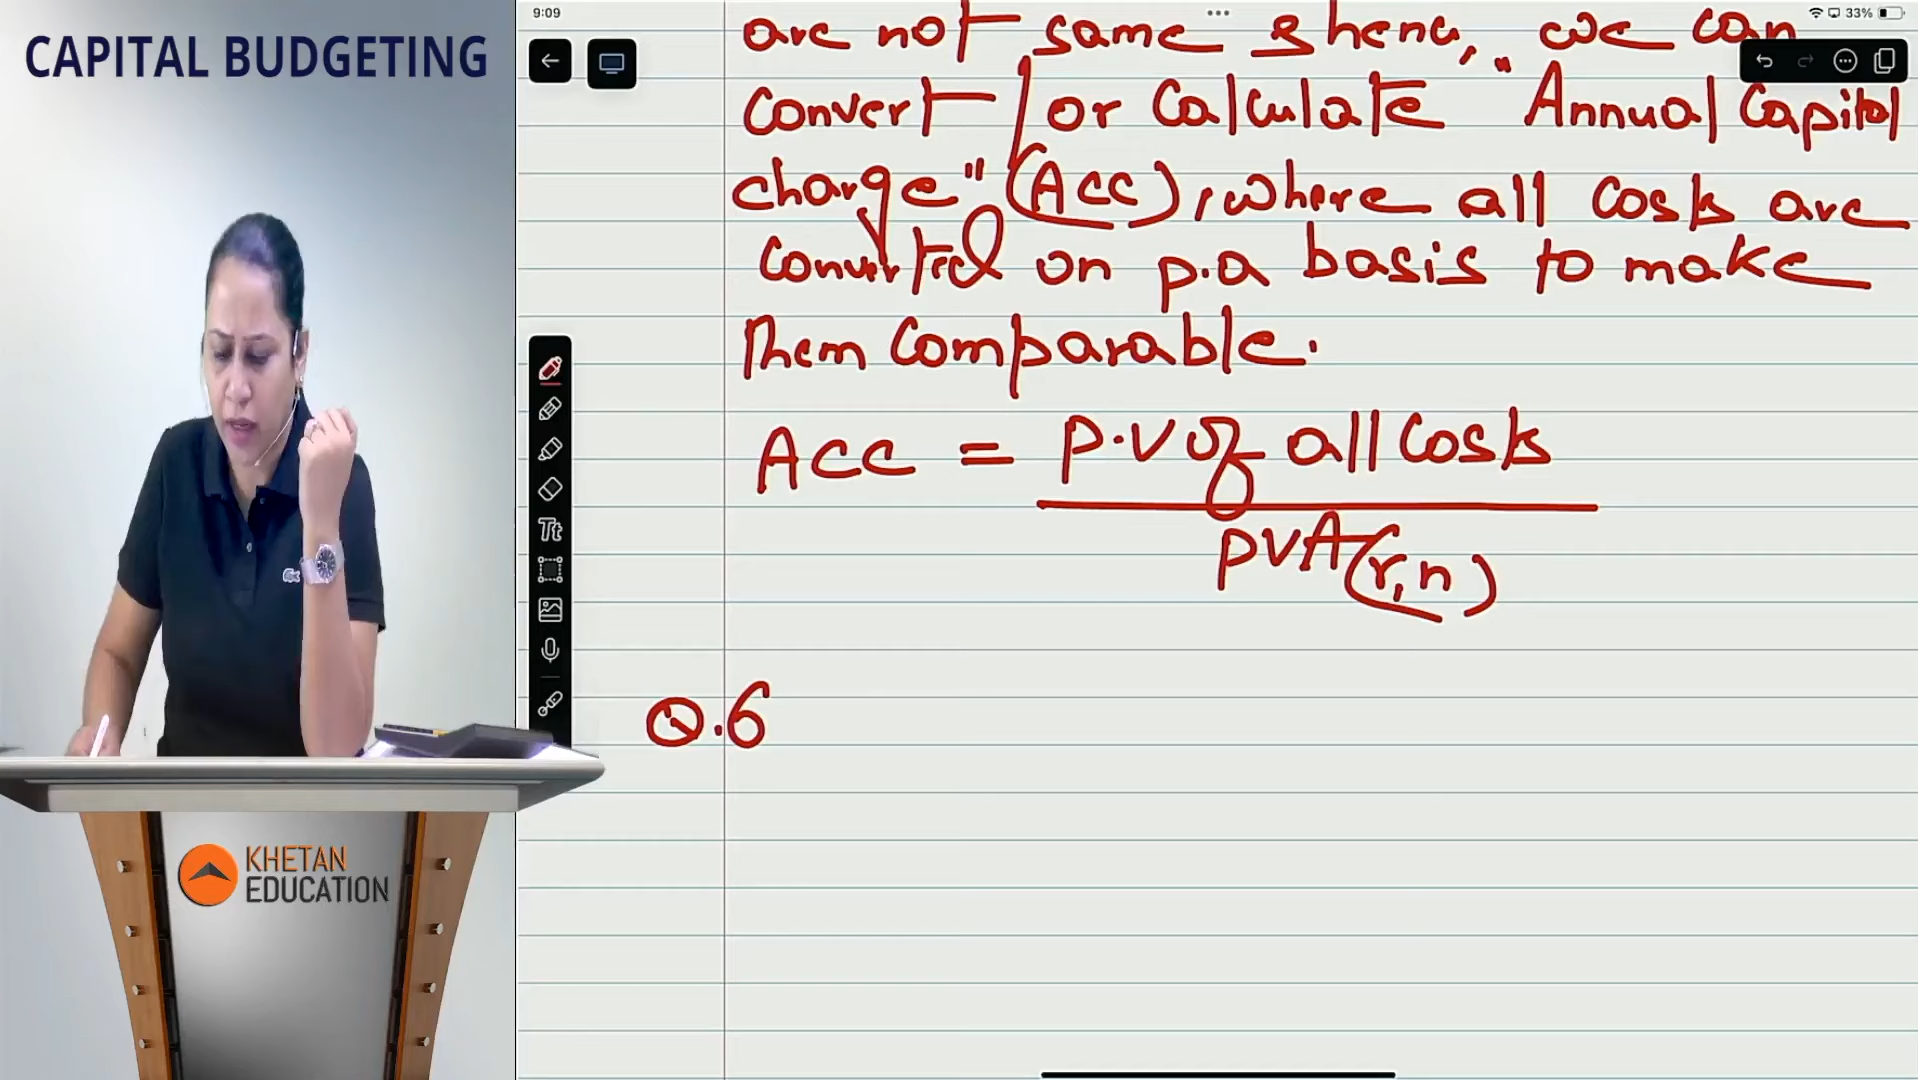 CAPITAL BUDGETING
9:09
33%
are not same & hence, we can
convert / or Calculate "Annual Capital
charge" (ACC), where all costs are
converted on p.a basis to make
them comparable.
ACC = P.V of all Costs
PVA(r,n)
Tt
Q.6
KHETAN
EDUCATION